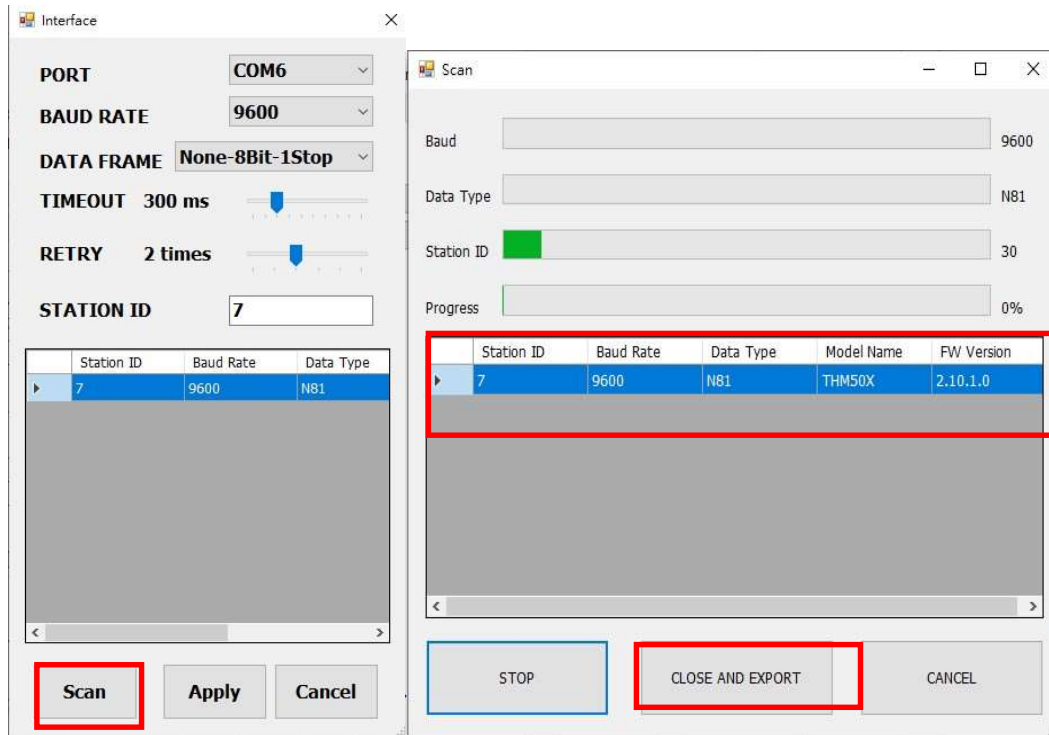 Interface
PORT COM6
BAUD RATE 9600
DATA FRAME None-8Bit-1Stop
TIMEOUT 300 ms
RETRY 2 times
STATION ID 7
Station ID Baud Rate Data Type
7 9600 N81
Scan Apply Cancel
Scan
Baud 9600
Data Type N81
Station ID 30
Progress 0%
Station ID Baud Rate Data Type Model Name FW Version
7 9600 N81 THM50X 2.10.1.0
STOP CLOSE AND EXPORT CANCEL